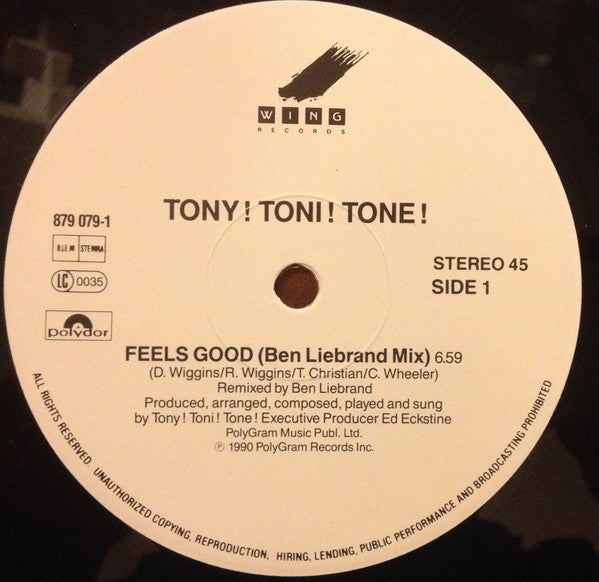 WING
RECORDS
TONY! TONI! TONE!
879 079-1
STEREO 45
B.I.E.M STEMRA
SIDE 1
LC 0035
polydor
FEELS GOOD (Ben Liebrand Mix) 6.59
(D. Wiggins/R. Wiggins/T. Christian/C. Wheeler)
Remixed by Ben Liebrand
Produced, arranged, composed, played and sung
by Tony! Toni! Tone! Executive Producer Ed Eckstine
PolyGram Music Publ. Ltd.
℗ 1990 PolyGram Records Inc.
ALL RIGHTS RESERVED. UNAUTHORIZED COPYING, REPRODUCTION, HIRING, LENDING, PUBLIC PERFORMANCE AND BROADCASTING PROHIBITED